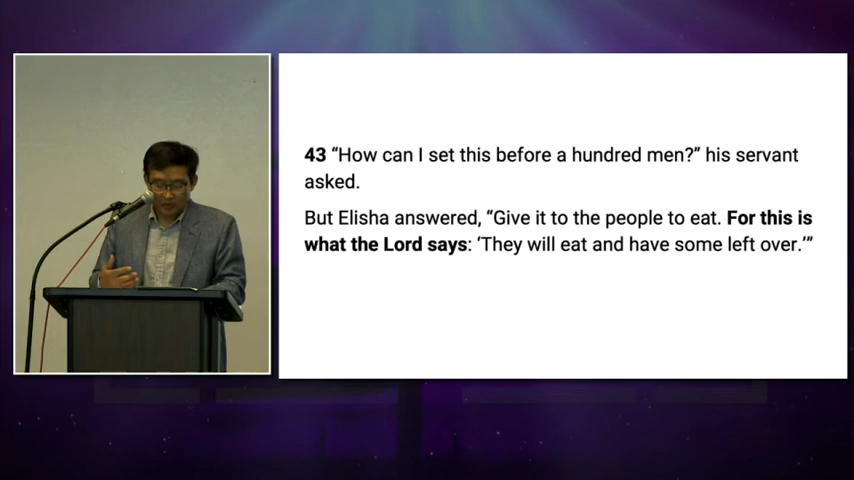 43 “How can I set this before a hundred men?” his servant
asked.
But Elisha answered, “Give it to the people to eat. For this is
what the Lord says: ‘They will eat and have some left over.’”